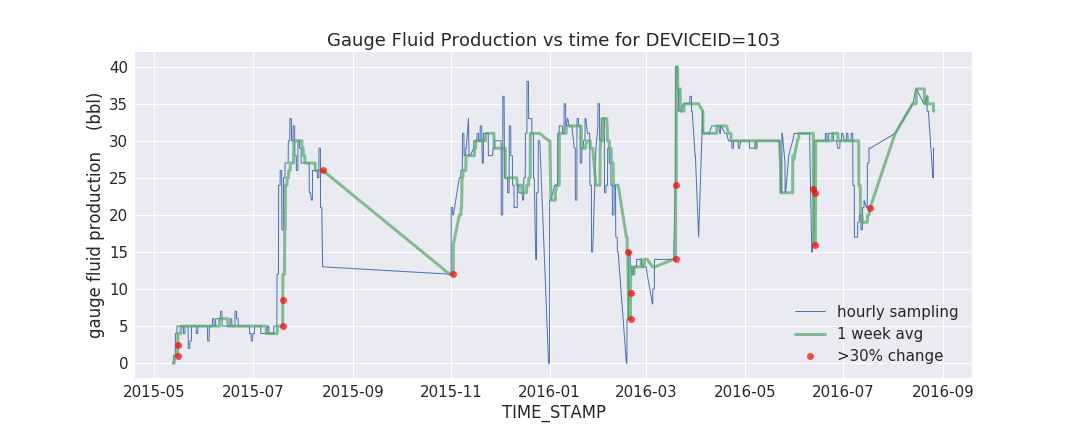 Gauge Fluid Production vs time for DEVICEID=103
gauge fluid production   (bbl)
40
35
30
25
20
15
10
5
0
hourly sampling
1 week avg
>30% change
2015-05 2015-07 2015-09 2015-11 2016-01 2016-03 2016-05 2016-07 2016-09
TIME_STAMP